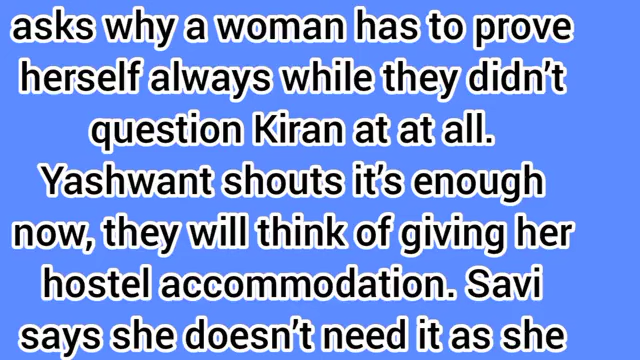 asks why a woman has to prove
herself always while they didn’t
question Kiran at at all.
Yashwant shouts it’s enough
now, they will think of giving her
hostel accommodation. Savi
says she doesn’t need it as she